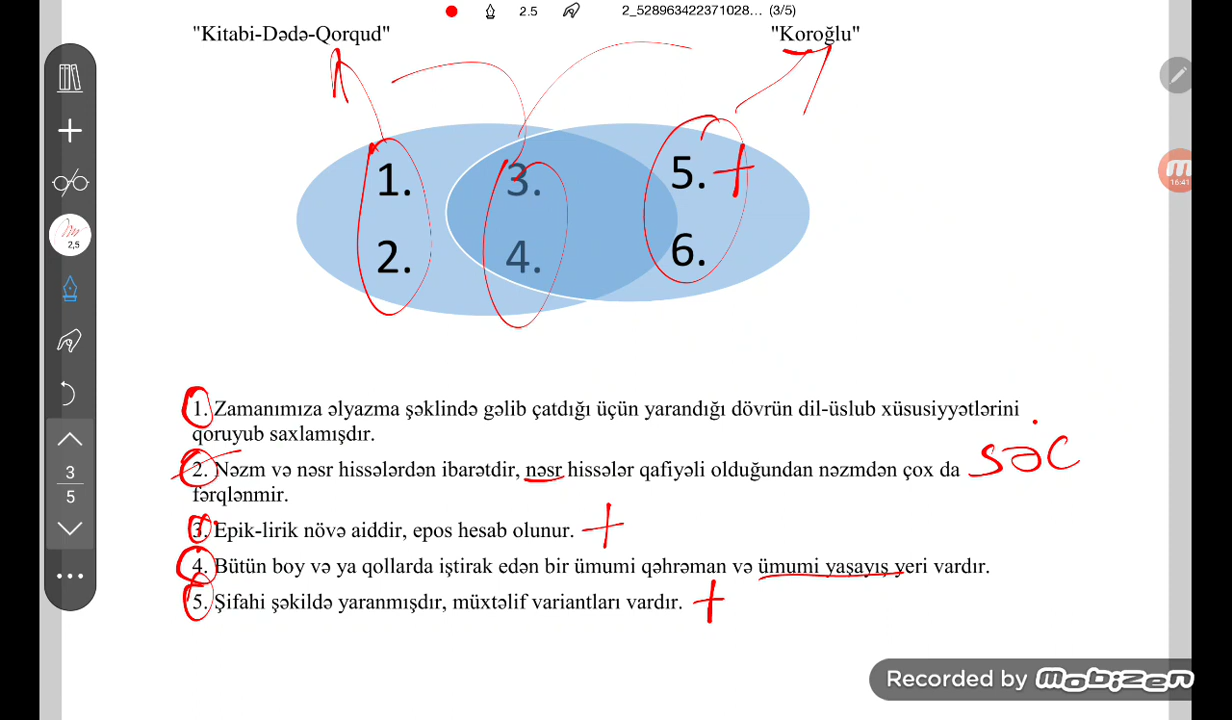 2.5 2_528963422371028... (3/5)
"Kitabi-Dədə-Qorqud" "Koroğlu"
1. 3. 5. +
2. 4. 6.
2,5
16:41
1. Zamanımıza əlyazma şəklində gəlib çatdığı üçün yarandığı dövrün dil-üslub xüsusiyyətlərini
qoruyub saxlamışdır.
2. Nəzm və nəsr hissələrdən ibarətdir, nəsr hissələr qafiyəli olduğundan nəzmdən çox da səc
fərqlənmir.
3. Epik-lirik növə aiddir, epos hesab olunur. +
4. Bütün boy və ya qollarda iştirak edən bir ümumi qəhrəman və ümumi yaşayış yeri vardır.
5. Şifahi şəkildə yaranmışdır, müxtəlif variantları vardır. +
3
5
Recorded by mobizen